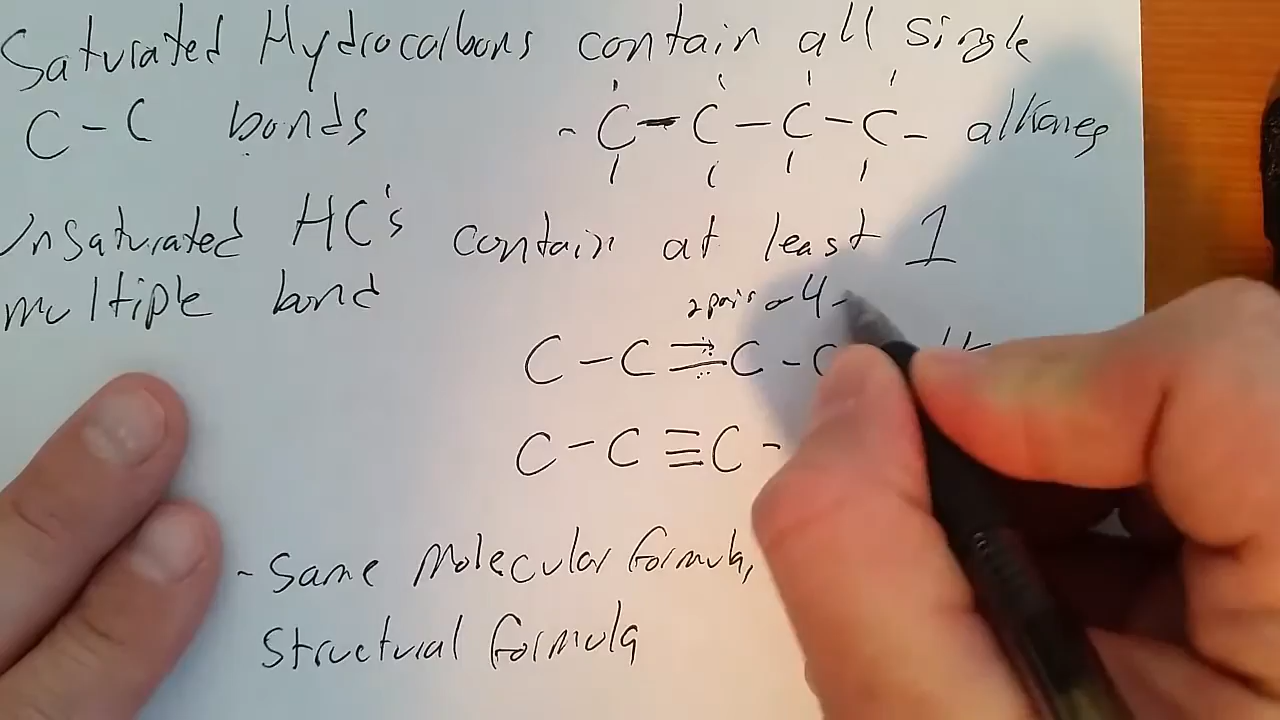 Saturated Hydrocarbons contain all single
C-C bonds - C - C - C - C - alkanes
Unsaturated HC's contain at least 1
multiple bond
2 pairs - 4 -
C - C = C - C
C - C ≡ C -
- Same Molecular formula,
Structural formula